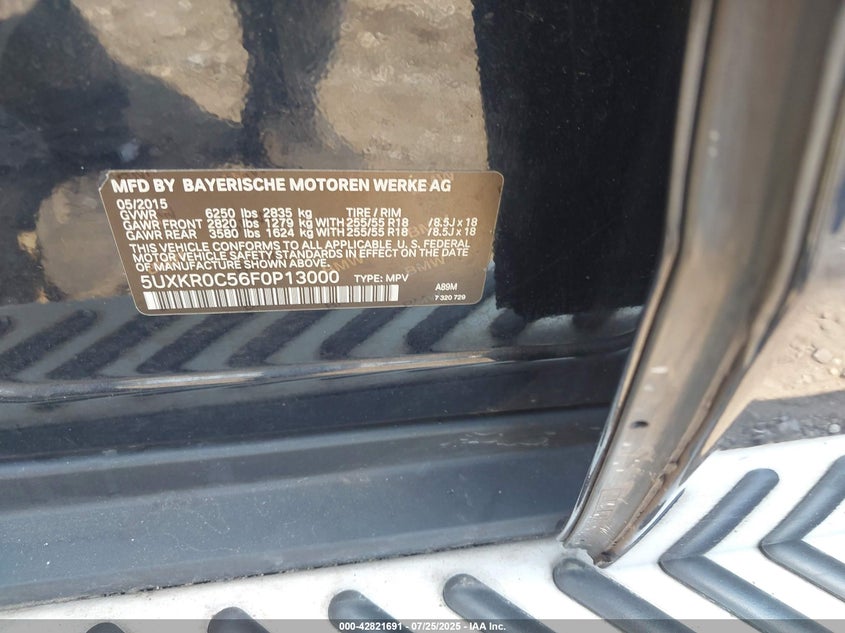 MFD BY BAYERISCHE MOTOREN WERKE AG
05/2015
GVWR 6250 lbs 2835 kg TIRE / RIM
GAWR FRONT 2820 lbs 1279 kg WITH 255/55 R18 /8.5J x 18
GAWR REAR 3580 lbs 1624 kg WITH 255/55 R18 /8.5J x 18
THIS VEHICLE CONFORMS TO ALL APPLICABLE U. S. FEDERAL
MOTOR VEHICLE SAFETY STANDARDS IN EFFECT ON THE DATE
OF MANUFACTURE SHOWN ABOVE.
5UXKR0C56F0P13000 TYPE: MPV
A89M
7 320 729
000-42821691 - 07/25/2025 - IAA Inc.